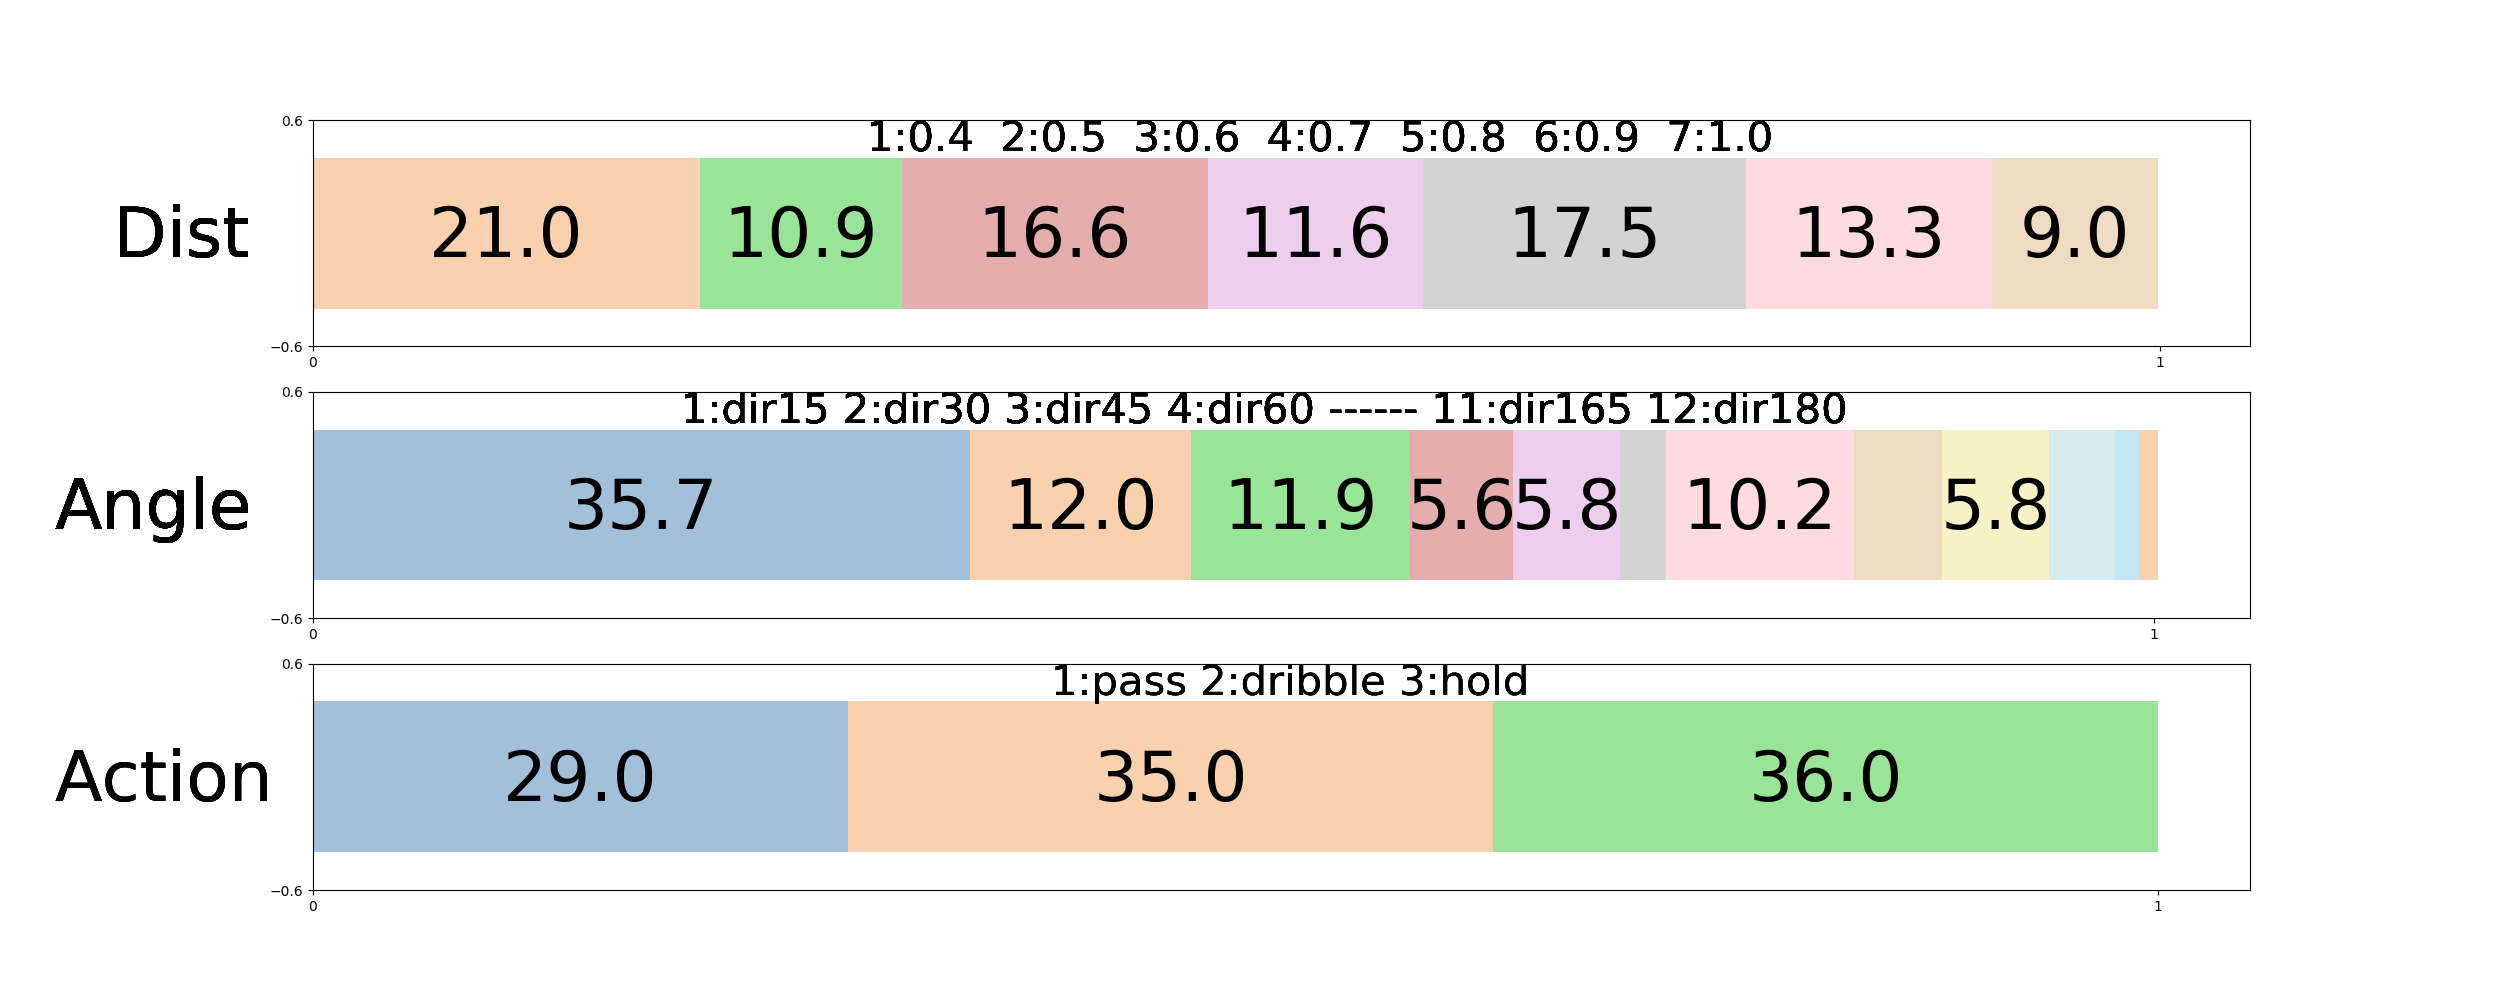 0.6
1:0.4 2:0.5 3:0.6 4:0.7 5:0.8 6:0.9 7:1.0
Dist
21.0 10.9 16.6 11.6 17.5 13.3 9.0
−0.6
0 1
0.6
1:dir15 2:dir30 3:dir45 4:dir60 ------ 11:dir165 12:dir180
Angle
35.7 12.0 11.9 5.6 5.8 10.2 5.8
−0.6
0 1
0.6
1:pass 2:dribble 3:hold
Action
29.0 35.0 36.0
−0.6
0 1